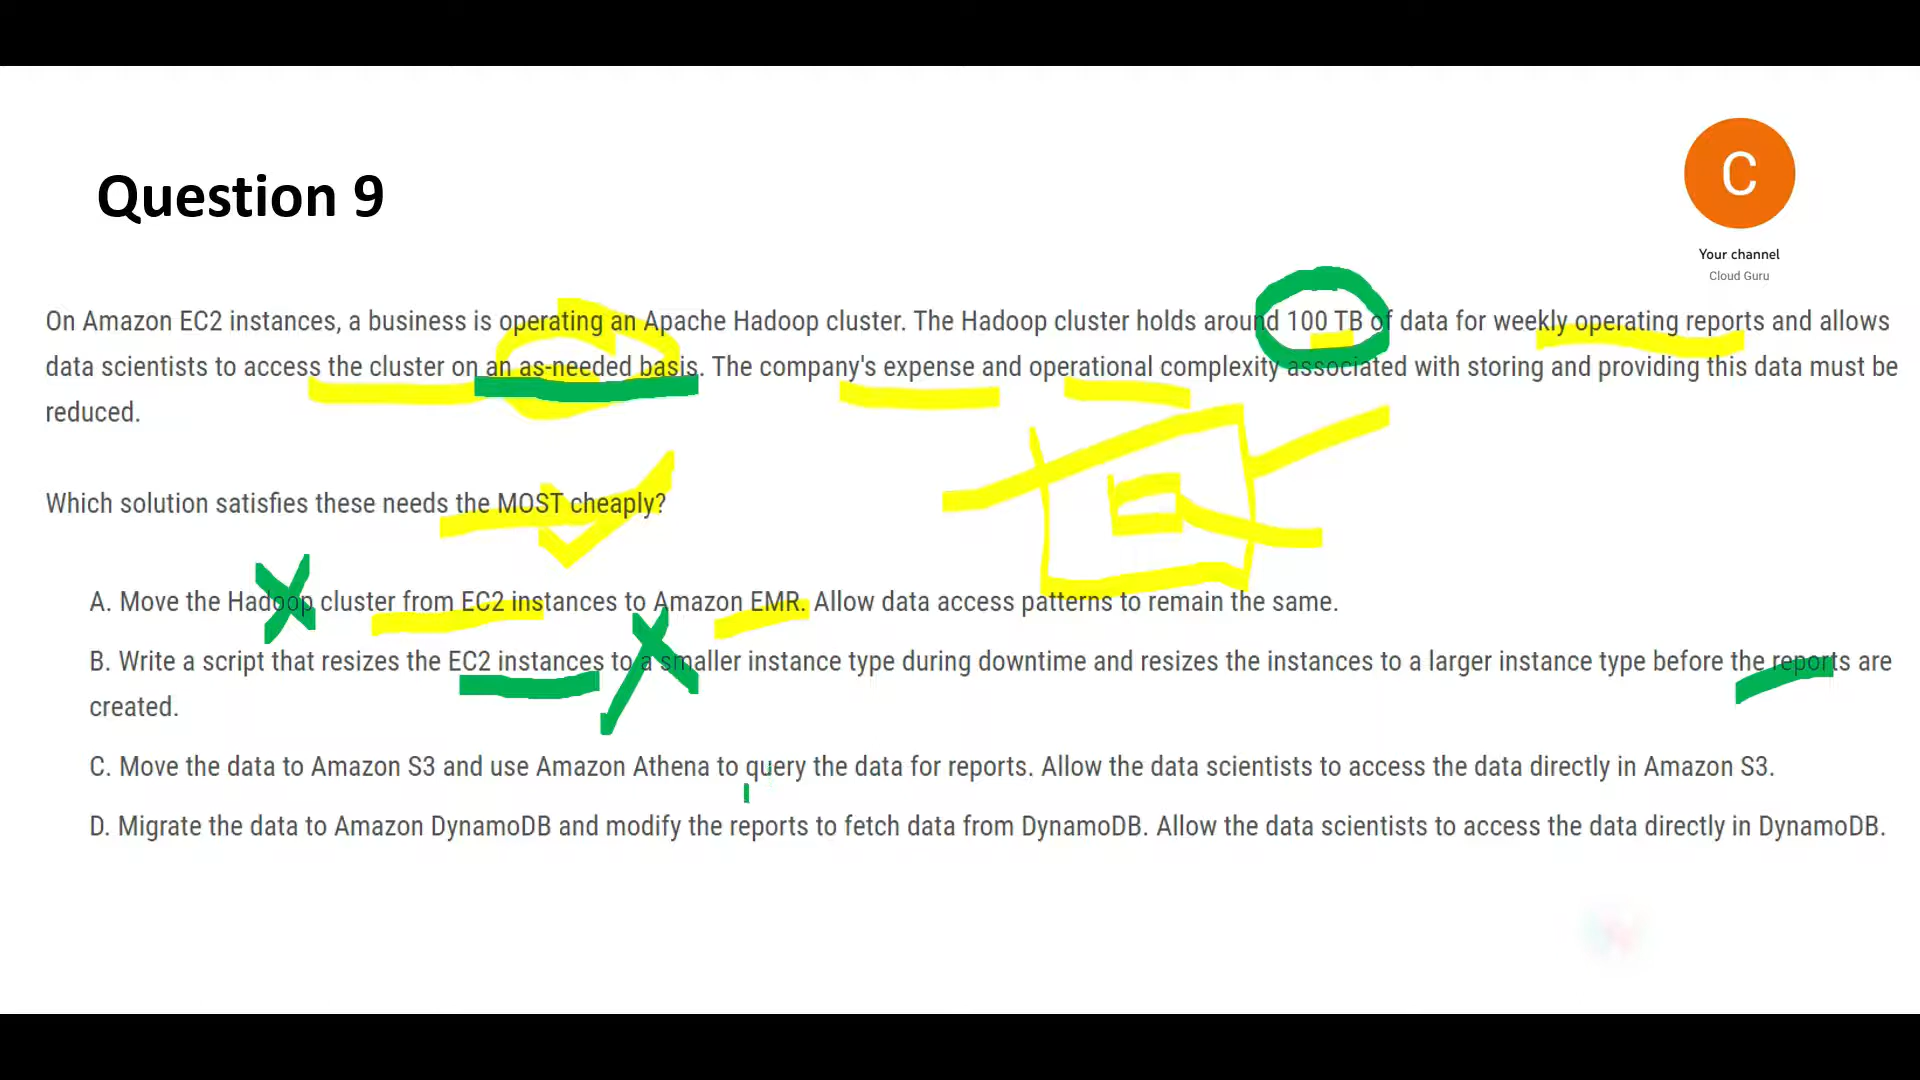 Question 9
C
Your channel
Cloud Guru
On Amazon EC2 instances, a business is operating an Apache Hadoop cluster. The Hadoop cluster holds around 100 TB of data for weekly operating reports and allows
data scientists to access the cluster on an as-needed basis. The company's expense and operational complexity associated with storing and providing this data must be
reduced.
Which solution satisfies these needs the MOST cheaply?
A. Move the Hadoop cluster from EC2 instances to Amazon EMR. Allow data access patterns to remain the same.
B. Write a script that resizes the EC2 instances to a smaller instance type during downtime and resizes the instances to a larger instance type before the reports are
created.
C. Move the data to Amazon S3 and use Amazon Athena to query the data for reports. Allow the data scientists to access the data directly in Amazon S3.
D. Migrate the data to Amazon DynamoDB and modify the reports to fetch data from DynamoDB. Allow the data scientists to access the data directly in DynamoDB.